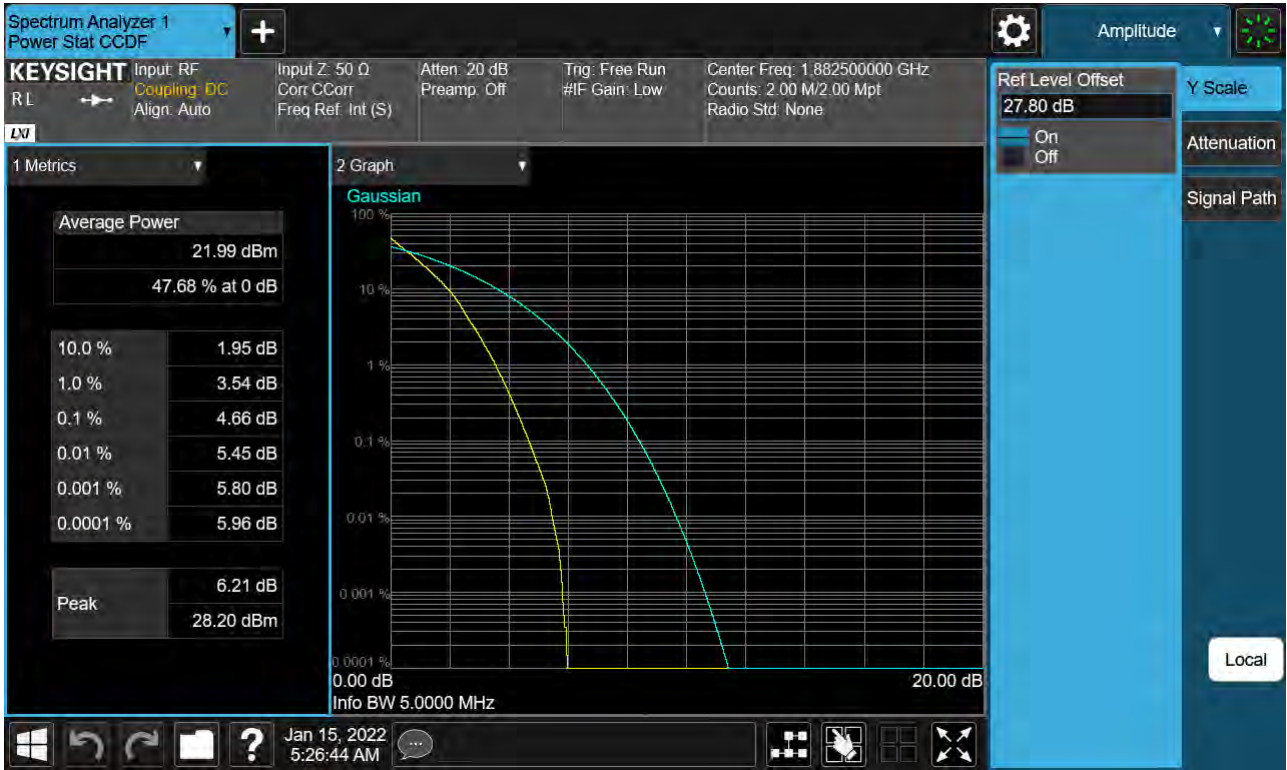 Spectrum Analyzer 1
Power Stat CCDF
Amplitude
KEYSIGHT
RL
LXI
Input: RF
Coupling: DC
Align: Auto
Input Z: 50 Ω
Corr CCorr
Freq Ref: Int (S)
Atten: 20 dB
Preamp: Off
Trig: Free Run
#IF Gain: Low
Center Freq: 1.882500000 GHz
Counts: 2.00 M/2.00 Mpt
Radio Std: None
Ref Level Offset
27.80 dB
On
Off
Y Scale
Attenuation
Signal Path
Local
1 Metrics
Average Power
21.99 dBm
47.68 % at 0 dB
10.0 % 1.95 dB
1.0 % 3.54 dB
0.1 % 4.66 dB
0.01 % 5.45 dB
0.001 % 5.80 dB
0.0001 % 5.96 dB
Peak
6.21 dB
28.20 dBm
2 Graph
Gaussian
100 %
10 %
1 %
0.1 %
0.01 %
0.001 %
0.0001 %
0.00 dB 20.00 dB
Info BW 5.0000 MHz
?
Jan 15, 2022
5:26:44 AM